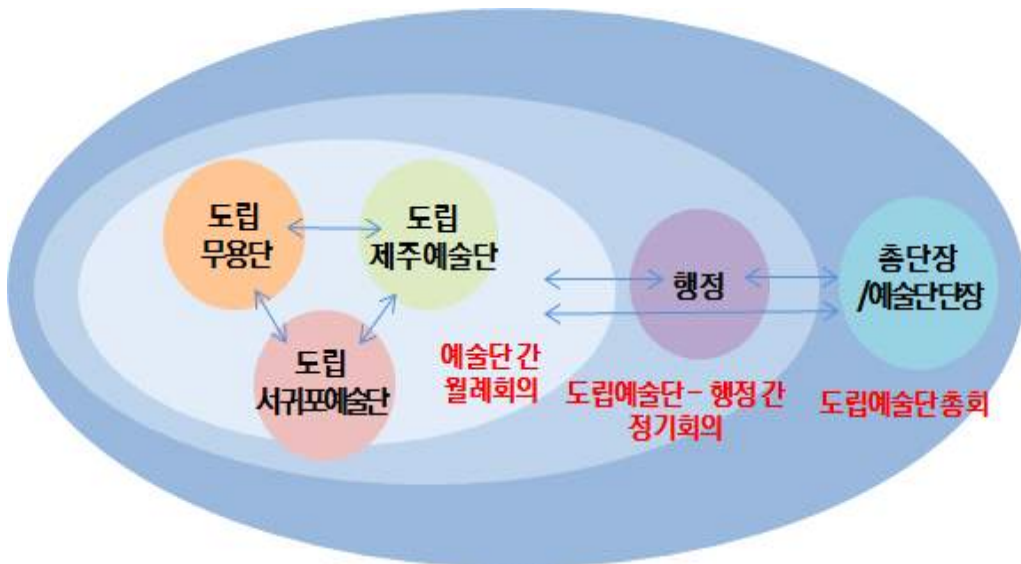 도립
무용단
도립
제주예술단
도립
서귀포예술단
예술단 간
월례회의
행정
도립예술단 – 행정 간
정기회의
총단장
/예술단단장
도립예술단 총회